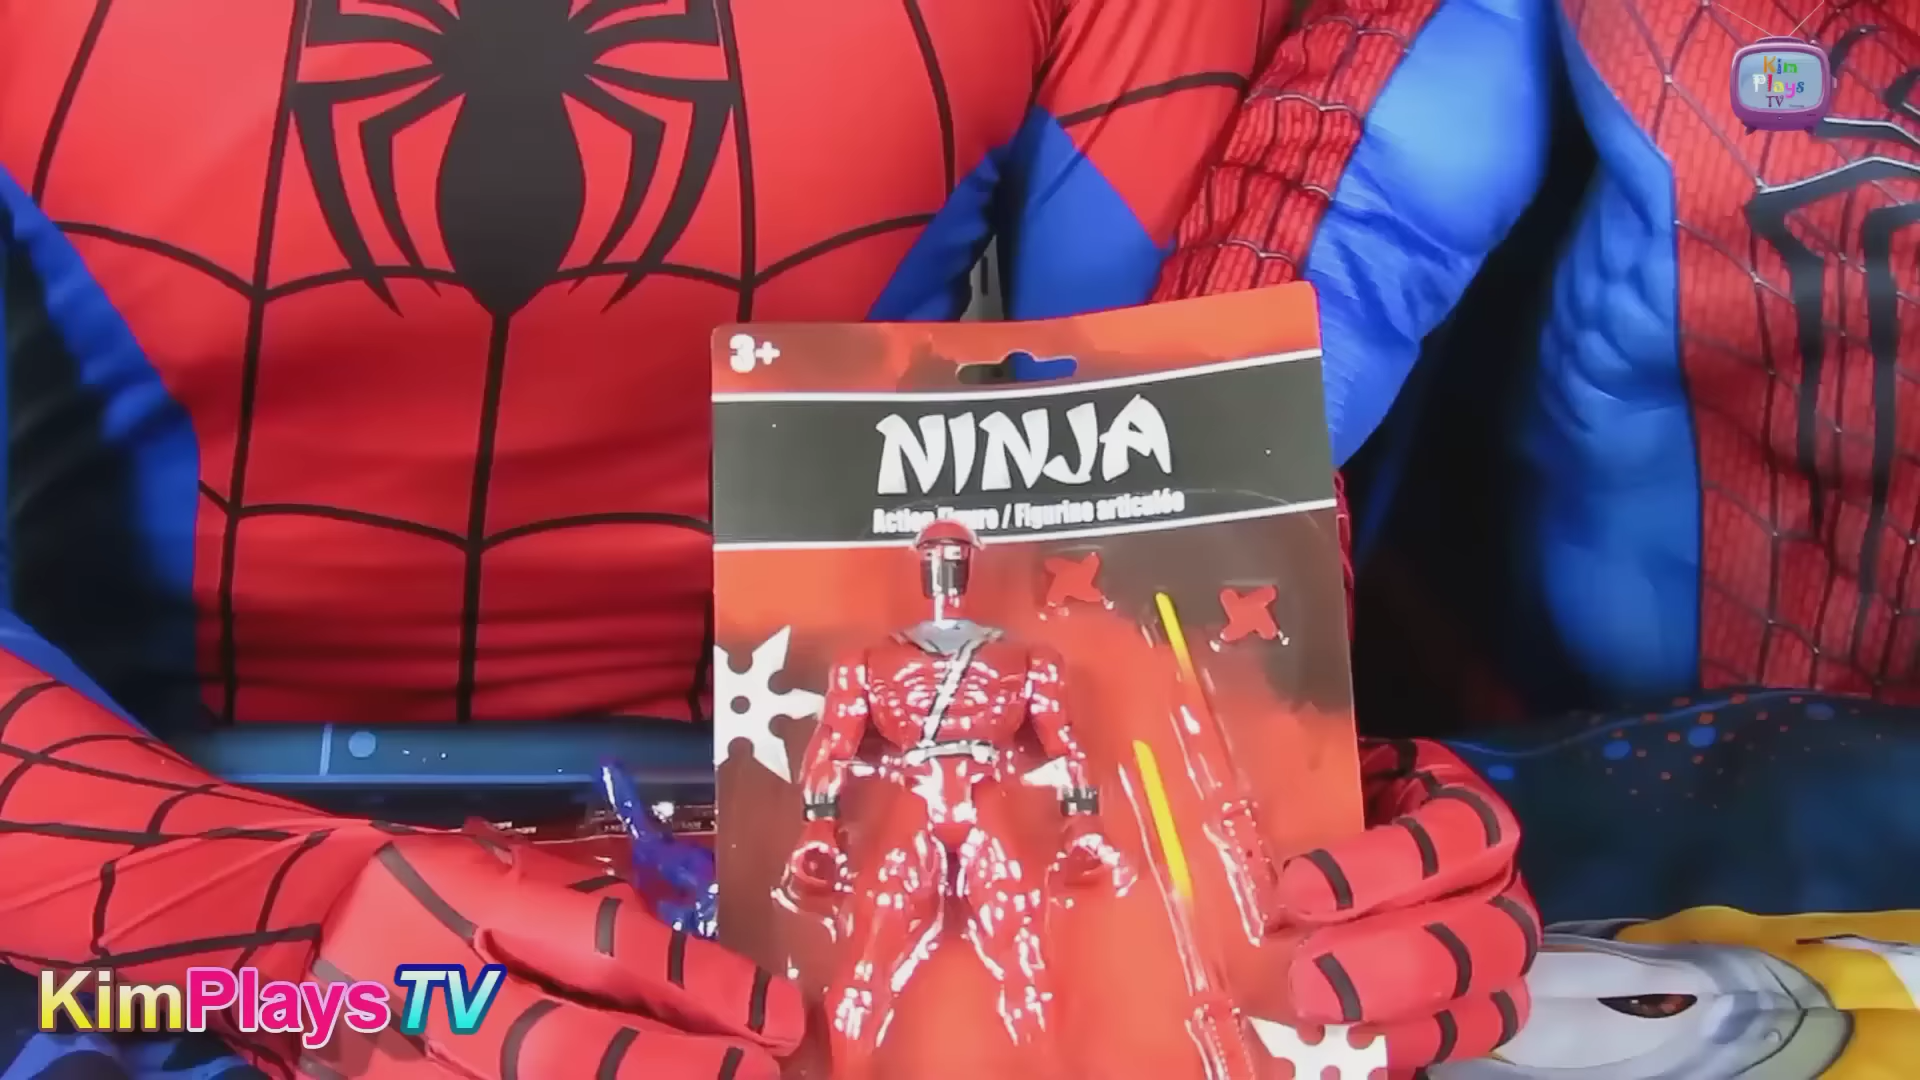 Kim
Plays
TV
3+
NINJA
Action Figure / Figurine articulée
KimPlaysTV